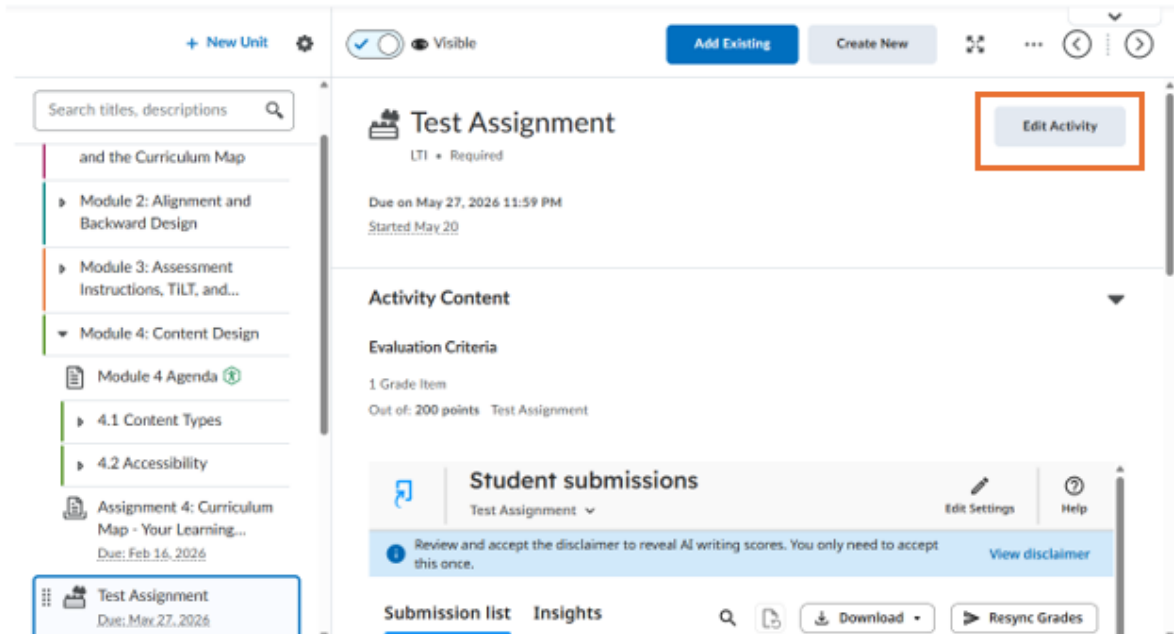 + New Unit
Visible
Add Existing
Create New
Search titles, descriptions
and the Curriculum Map
Module 2: Alignment and
Backward Design
Module 3: Assessment
Instructions, TiLT, and...
Module 4: Content Design
Module 4 Agenda
4.1 Content Types
4.2 Accessibility
Assignment 4: Curriculum
Map - Your Learning...
Due: Feb 16, 2026
Test Assignment
Due: May 27, 2026
Test Assignment
LTI • Required
Edit Activity
Due on May 27, 2026 11:59 PM
Started May 20
Activity Content
Evaluation Criteria
1 Grade Item
Out of: 200 points Test Assignment
Student submissions
Test Assignment
Edit Settings
Help
Review and accept the disclaimer to reveal AI writing scores. You only need to accept
this once.
View disclaimer
Submission list Insights
Download
Resync Grades